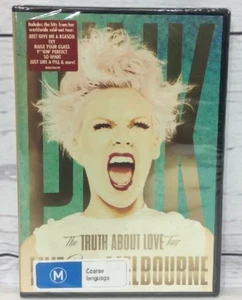 Includes the hits from her
worldwide sold-out tour:
JUST GIVE ME A REASON
TRY
RAISE YOUR GLASS
F**KIN' PERFECT
SO WHAT
JUST LIKE A PILL & more!
P!NK
The TRUTH ABOUT LOVE Tour
LIVE
MELBOURNE
M
Coarse
language